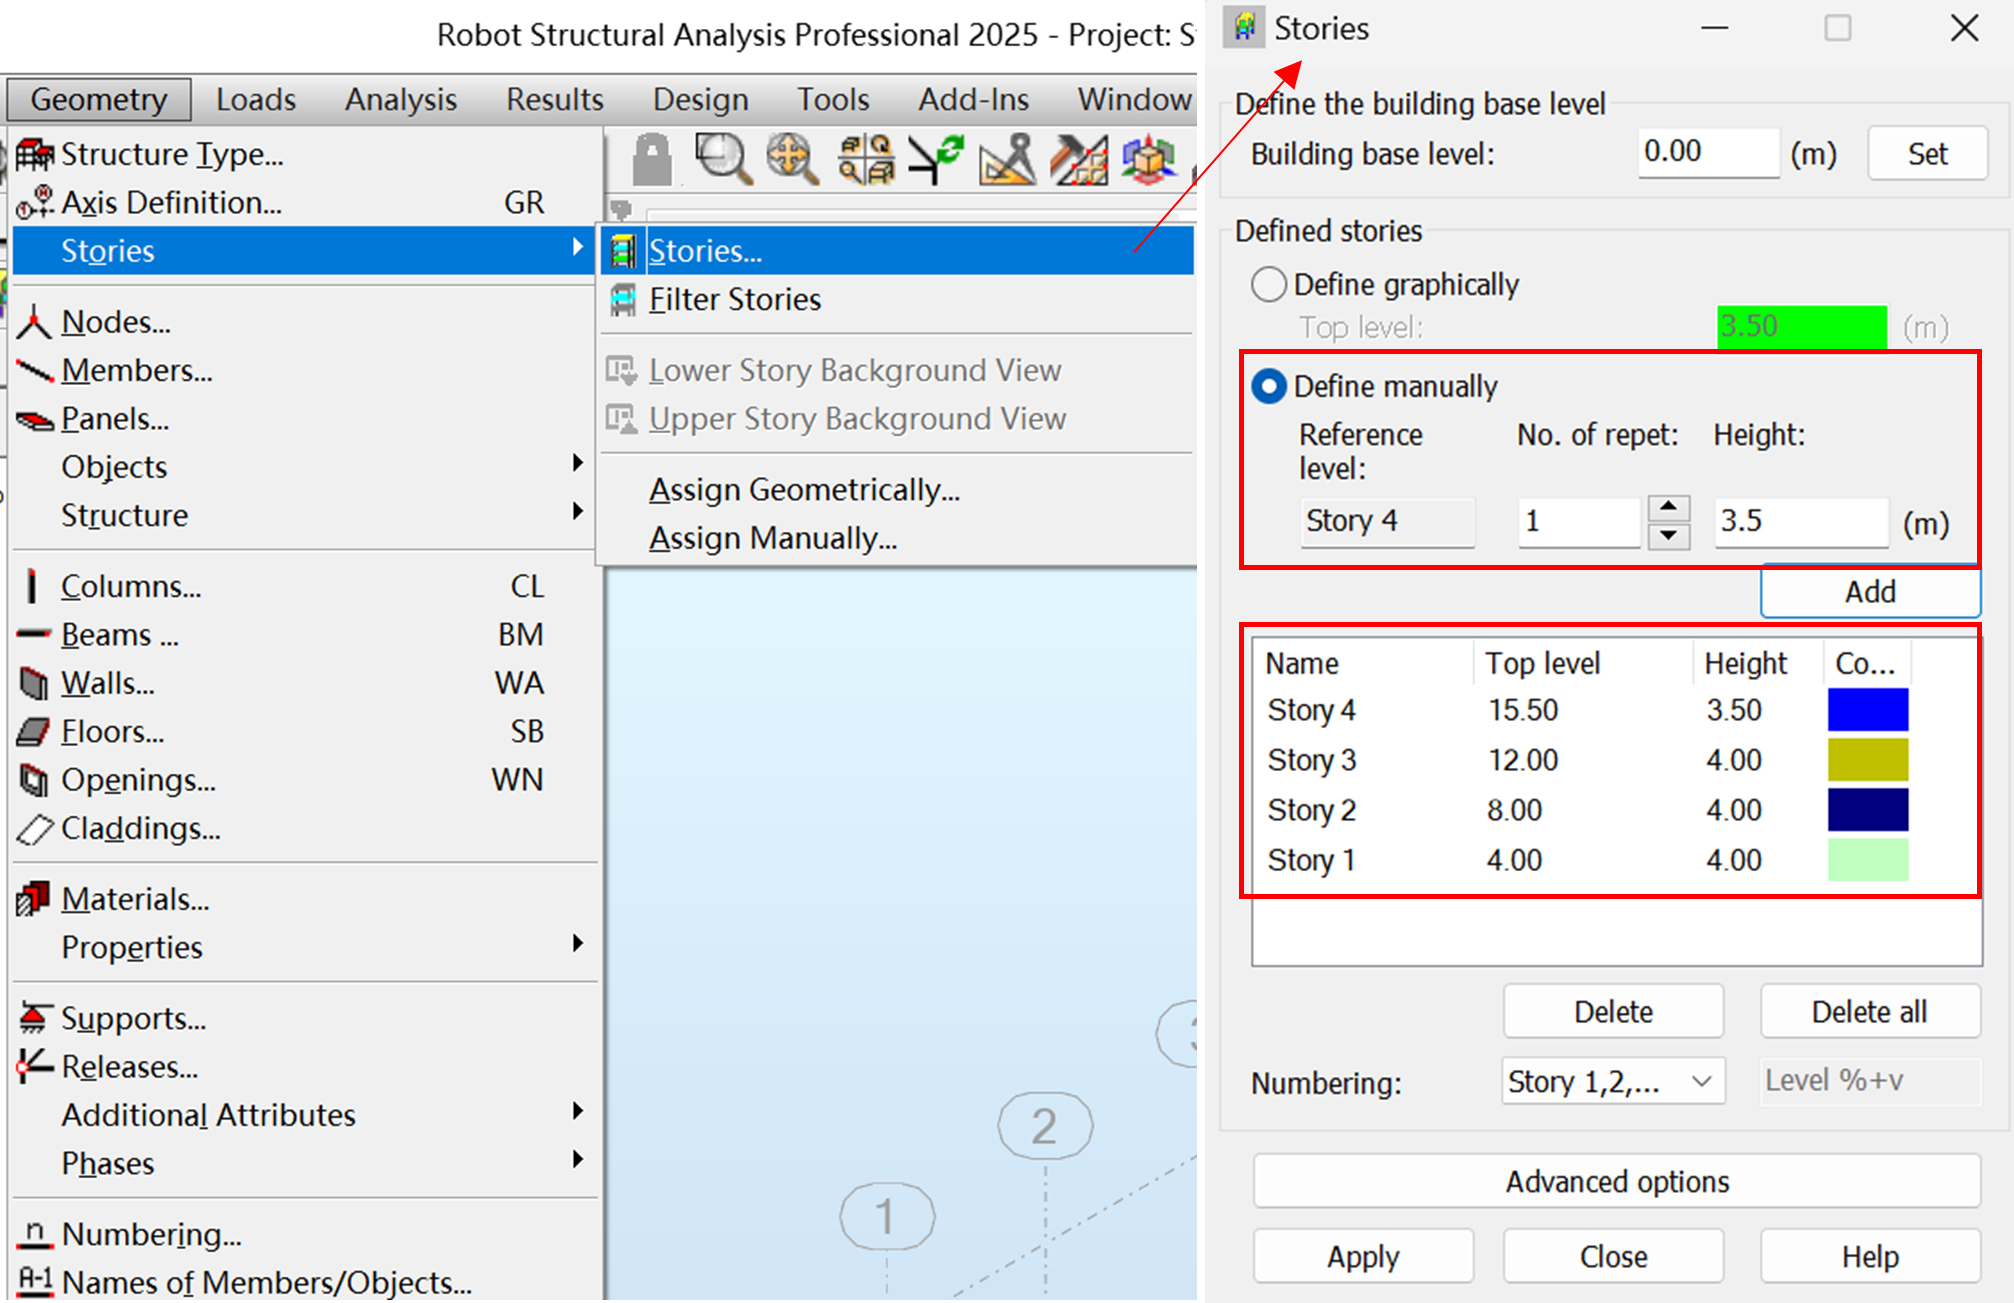 Robot Structural Analysis Professional 2025 - Project:
Geometry Loads Analysis Results Design Tools Add-Ins Window
Structure Type...
Axis Definition... GR
Stories
Nodes...
Members...
Panels...
Objects
Structure
Columns... CL
Beams ... BM
Walls... WA
Floors... SB
Openings... WN
Claddings...
Materials...
Properties
Supports...
Releases...
Additional Attributes
Phases
n Numbering...
A-1 Names of Members/Objects...
Stories...
Filter Stories
Lower Story Background View
Upper Story Background View
Assign Geometrically...
Assign Manually...
1
2
Stories
Define the building base level
Building base level: 0.00 (m) Set
Defined stories
Define graphically
Top level: 3.50 (m)
Define manually
Reference level: No. of repet: Height:
Story 4 1 3.5 (m)
Add
Name Top level Height Co...
Story 4 15.50 3.50
Story 3 12.00 4.00
Story 2 8.00 4.00
Story 1 4.00 4.00
Delete Delete all
Numbering: Story 1,2,... Level %+v
Advanced options
Apply Close Help